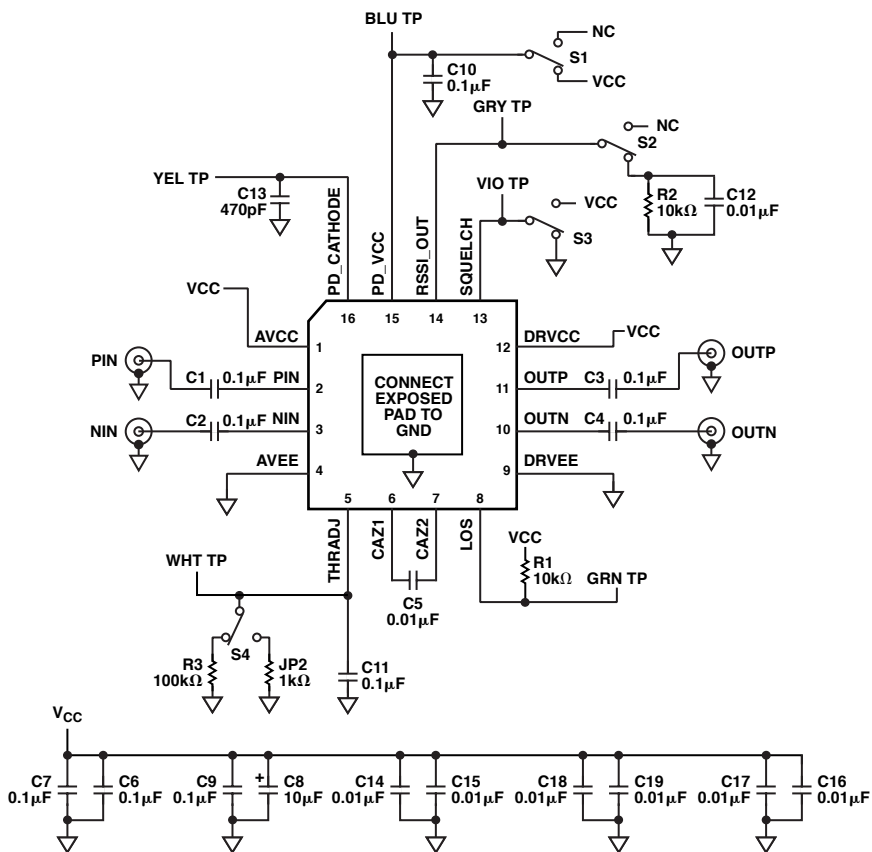 BLU TP
NC
S1
C10
0.1µF
VCC
GRY TP
NC
S2
YEL TP
C13
470pF
VIO TP
VCC
R2
10kΩ
C12
0.01µF
S3
PD_CATHODE
PD_VCC
RSSI_OUT
SQUELCH
VCC
16
15
14
13
AVCC
1
12
DRVCC
VCC
PIN
C1
0.1µF
PIN
2
CONNECT
EXPOSED
PAD TO
GND
11
OUTP
C3
0.1µF
OUTP
NIN
C2
0.1µF
NIN
3
10
OUTN
C4
0.1µF
OUTN
AVEE
4
9
DRVEE
5
6
7
8
THRADJ
CAZ1
CAZ2
LOS
VCC
R1
10kΩ
GRN TP
WHT TP
C5
0.01µF
S4
R3
100kΩ
JP2
1kΩ
C11
0.1µF
VCC
C7
0.1µF
C6
0.1µF
C9
0.1µF
+
C8
10µF
C14
0.01µF
C15
0.01µF
C18
0.01µF
C19
0.01µF
C17
0.01µF
C16
0.01µF